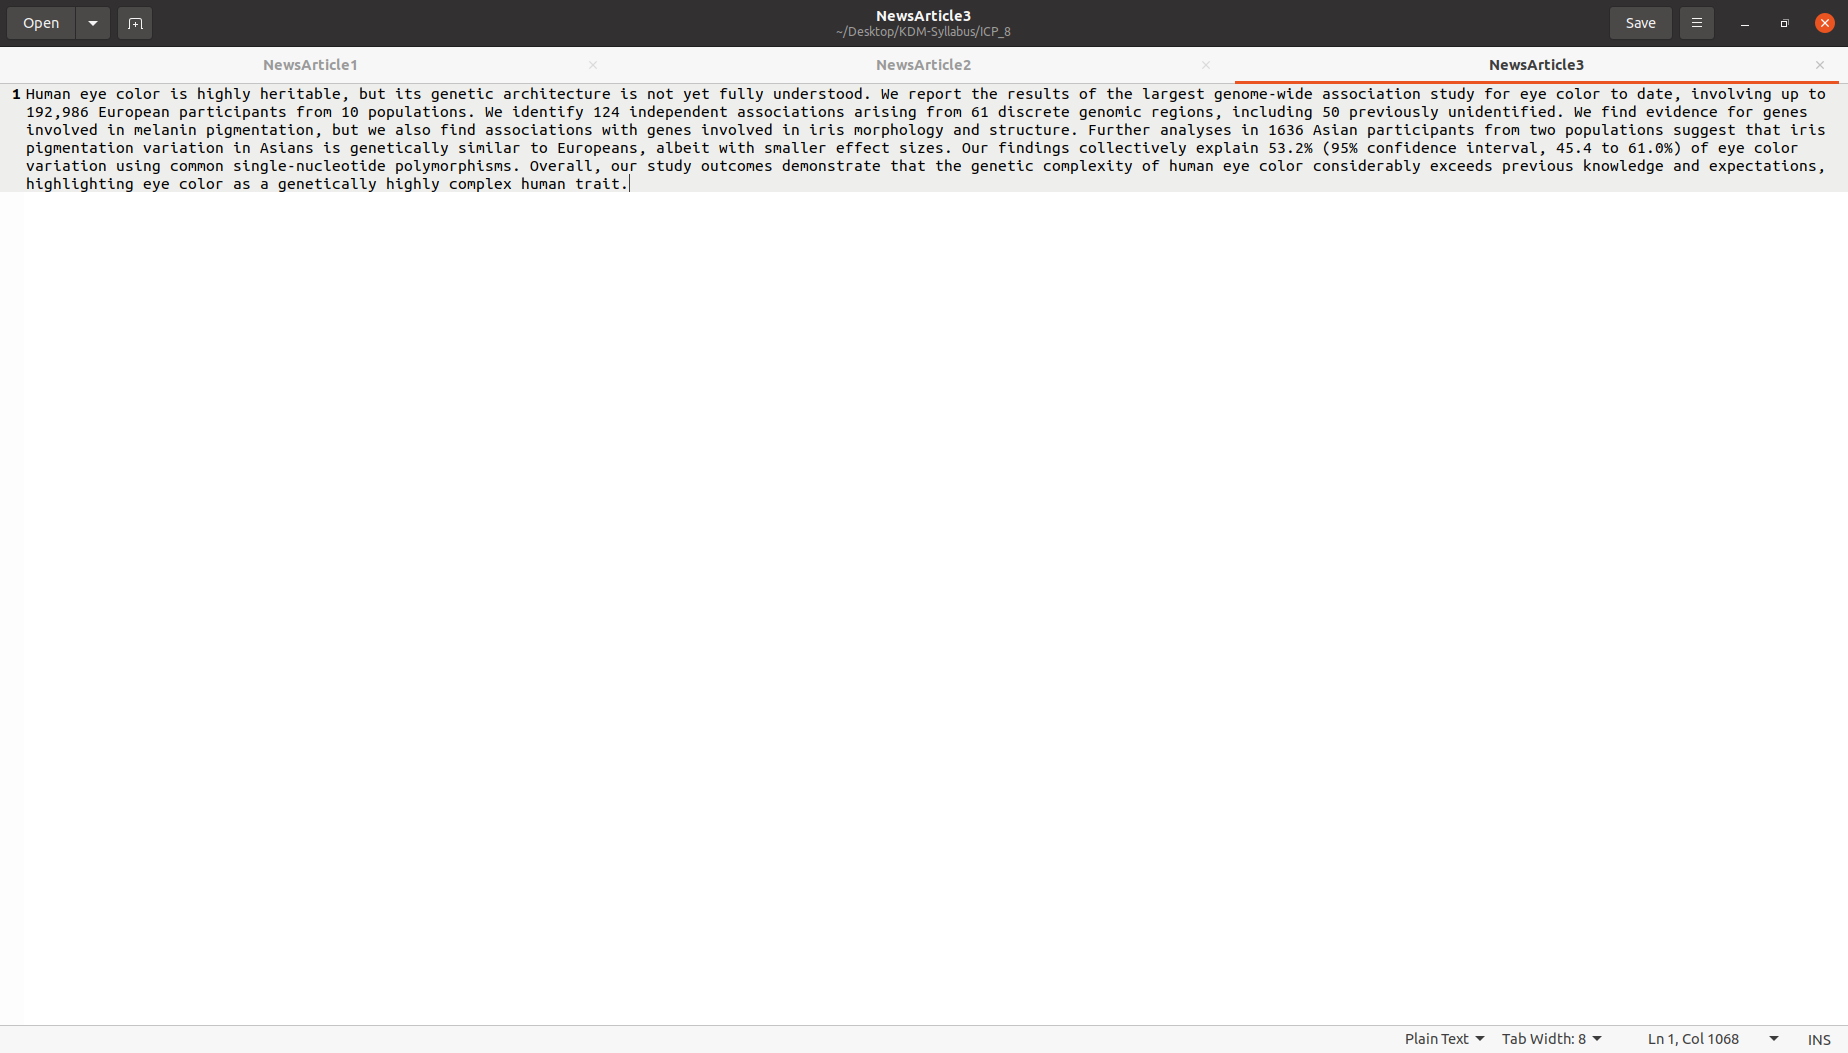 Open
NewsArticle3
~/Desktop/KDM-Syllabus/ICP_8
Save
NewsArticle1
NewsArticle2
NewsArticle3
1 Human eye color is highly heritable, but its genetic architecture is not yet fully understood. We report the results of the largest genome-wide association study for eye color to date, involving up to
192,986 European participants from 10 populations. We identify 124 independent associations arising from 61 discrete genomic regions, including 50 previously unidentified. We find evidence for genes
involved in melanin pigmentation, but we also find associations with genes involved in iris morphology and structure. Further analyses in 1636 Asian participants from two populations suggest that iris
pigmentation variation in Asians is genetically similar to Europeans, albeit with smaller effect sizes. Our findings collectively explain 53.2% (95% confidence interval, 45.4 to 61.0%) of eye color
variation using common single-nucleotide polymorphisms. Overall, our study outcomes demonstrate that the genetic complexity of human eye color considerably exceeds previous knowledge and expectations,
highlighting eye color as a genetically highly complex human trait.
Plain Text
Tab Width: 8
Ln 1, Col 1068
INS